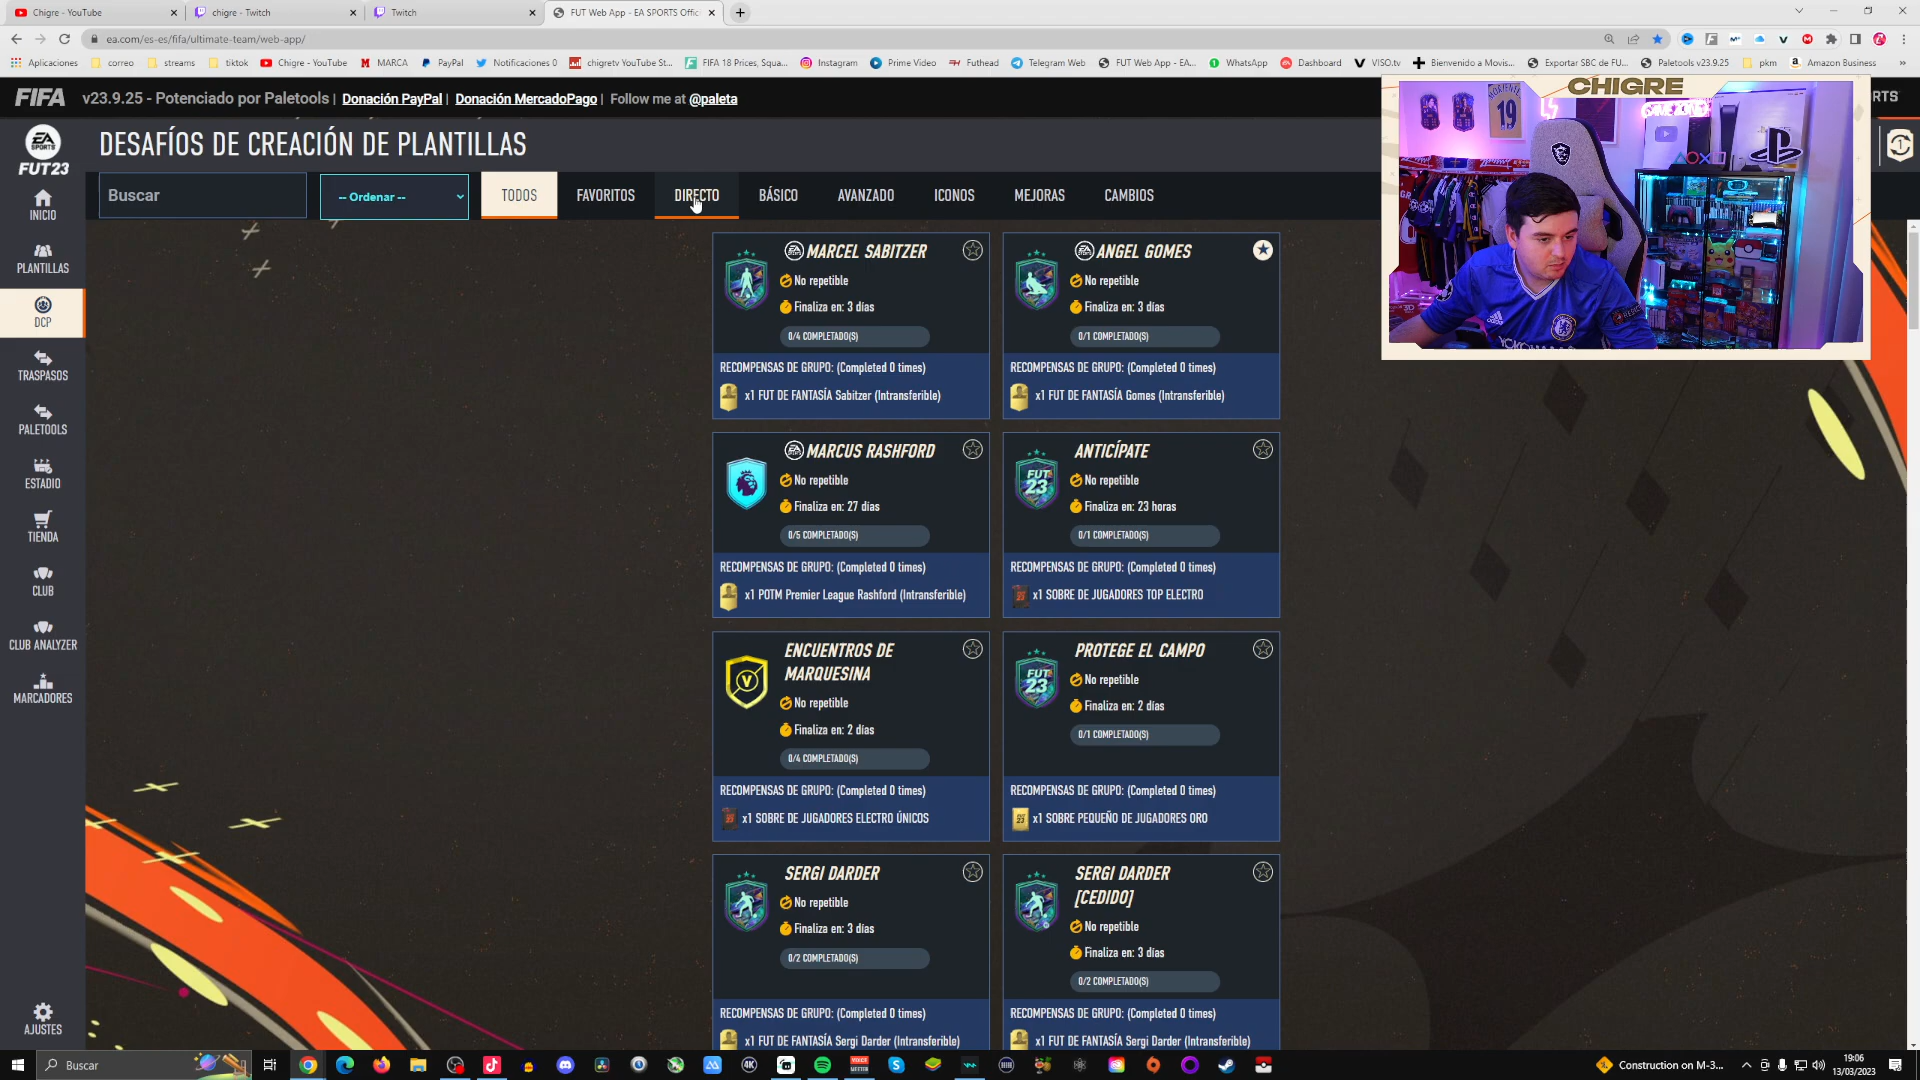 Chigre - YouTube
chigre - Twitch
Twitch
FUT Web App - EA SPORTS Offic
ea.com/es-es/fifa/ultimate-team/web-app/
Aplicaciones
correo
streams
tiktok
Chigre - YouTube
MARCA
PayPal
Notificaciones 0
chigretv YouTube St...
FIFA 18 Prices, Squa...
Instagram
Prime Video
Futhead
Telegram Web
FUT Web App - EA...
WhatsApp
Dashboard
VISO.tv
Bienvenido a Movis...
Exportar SBC de FU...
Paletools v23.9.25
pkm
Amazon Business
FIFA v23.9.25 - Potenciado por Paletools | Donación PayPal | Donación MercadoPago | Follow me at @paleta
CHIGRE
RTS
EA SPORTS
FUT23
DESAFÍOS DE CREACIÓN DE PLANTILLAS
1
Buscar
-- Ordenar --
TODOS
FAVORITOS
DIRECTO
BÁSICO
AVANZADO
ICONOS
MEJORAS
CAMBIOS
INICIO
PLANTILLAS
DCP
TRASPASOS
PALETOOLS
ESTADIO
TIENDA
CLUB
CLUB ANALYZER
MARCADORES
AJUSTES
MARCEL SABITZER
No repetible
Finaliza en: 3 días
0/4 COMPLETADO(S)
RECOMPENSAS DE GRUPO: (Completed 0 times)
x1 FUT DE FANTASÍA Sabitzer (Intransferible)
ANGEL GOMES
No repetible
Finaliza en: 3 días
0/1 COMPLETADO(S)
RECOMPENSAS DE GRUPO: (Completed 0 times)
x1 FUT DE FANTASÍA Gomes (Intransferible)
MARCUS RASHFORD
No repetible
Finaliza en: 27 días
0/5 COMPLETADO(S)
RECOMPENSAS DE GRUPO: (Completed 0 times)
x1 POTM Premier League Rashford (Intransferible)
ANTICÍPATE
FUT 23
No repetible
Finaliza en: 23 horas
0/1 COMPLETADO(S)
RECOMPENSAS DE GRUPO: (Completed 0 times)
x1 SOBRE DE JUGADORES TOP ELECTRO
ENCUENTROS DE
MARQUESINA
No repetible
Finaliza en: 2 días
0/4 COMPLETADO(S)
RECOMPENSAS DE GRUPO: (Completed 0 times)
x1 SOBRE DE JUGADORES ELECTRO ÚNICOS
PROTEGE EL CAMPO
FUT 23
No repetible
Finaliza en: 2 días
0/1 COMPLETADO(S)
RECOMPENSAS DE GRUPO: (Completed 0 times)
x1 SOBRE PEQUEÑO DE JUGADORES ORO
SERGI DARDER
No repetible
Finaliza en: 3 días
0/2 COMPLETADO(S)
RECOMPENSAS DE GRUPO: (Completed 0 times)
x1 FUT DE FANTASÍA Sergi Darder (Intransferible)
SERGI DARDER
[CEDIDO]
No repetible
Finaliza en: 3 días
0/2 COMPLETADO(S)
RECOMPENSAS DE GRUPO: (Completed 0 times)
x1 FUT DE FANTASÍA Sergi Darder (Intransferible)
19
Buscar
Construction on M-3...
19:06
13/03/2023